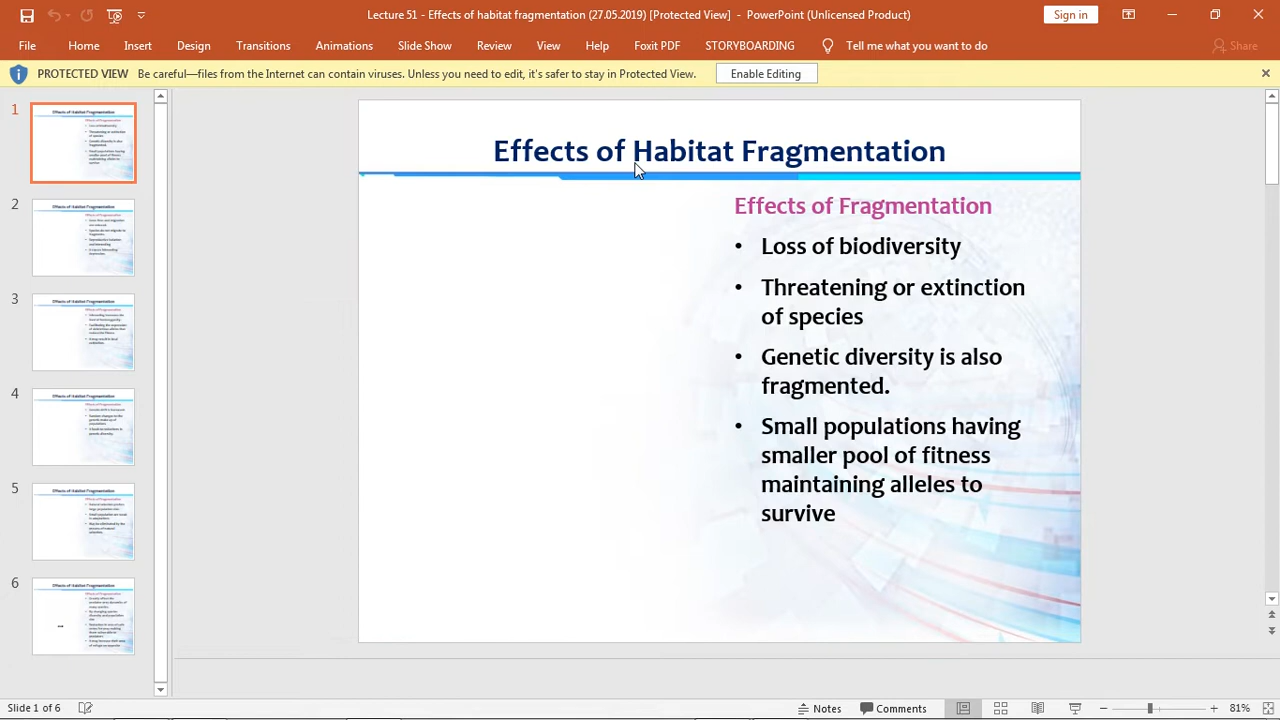 Lecture 51 - Effects of habitat fragmentation (27.05.2019) [Protected View] - PowerPoint (Unlicensed Product)
Sign in
File Home Insert Design Transitions Animations Slide Show Review View Help Foxit PDF STORYBOARDING Tell me what you want to do Share
PROTECTED VIEW Be careful—files from the Internet can contain viruses. Unless you need to edit, it's safer to stay in Protected View. Enable Editing
1
4
6
Effects of Habitat Fragmentation
Effects of Fragmentation
• Loss of biodiversity
• Threatening or extinction
of species
• Genetic diversity is also
fragmented.
• Small populations having
smaller pool of fitness
maintaining alleles to
survive
Slide 1 of 6
Notes Comments 81%